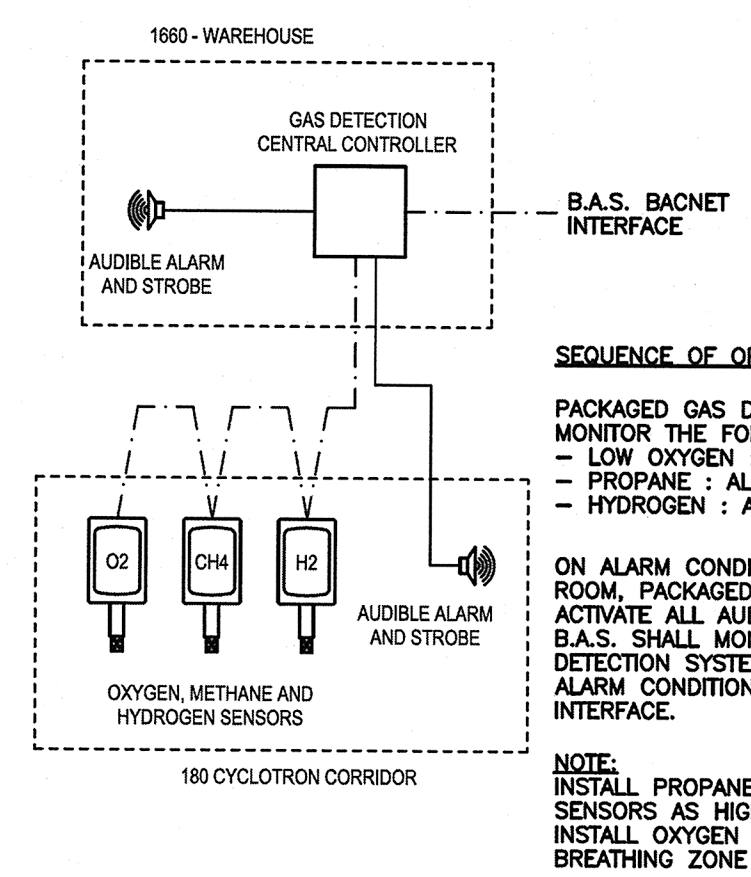 1660 - WAREHOUSE
GAS DETECTION
CENTRAL CONTROLLER
B.A.S. BACNET
INTERFACE
AUDIBLE ALARM
AND STROBE
SEQUENCE OF
PACKAGED GAS
MONITOR THE
- LOW OXYGEN :
- PROPANE :
- HYDROGEN :
O2
CH4
H2
AUDIBLE ALARM
AND STROBE
OXYGEN, METHANE AND
HYDROGEN SENSORS
180 CYCLOTRON CORRIDOR
ON ALARM
ROOM, PACKAGED
ACTIVATE ALL
B.A.S. SHALL
DETECTION
ALARM CONDITION
INTERFACE.
NOTE:
INSTALL PROPANE
SENSORS AS
INSTALL OXYGEN
BREATHING ZONE